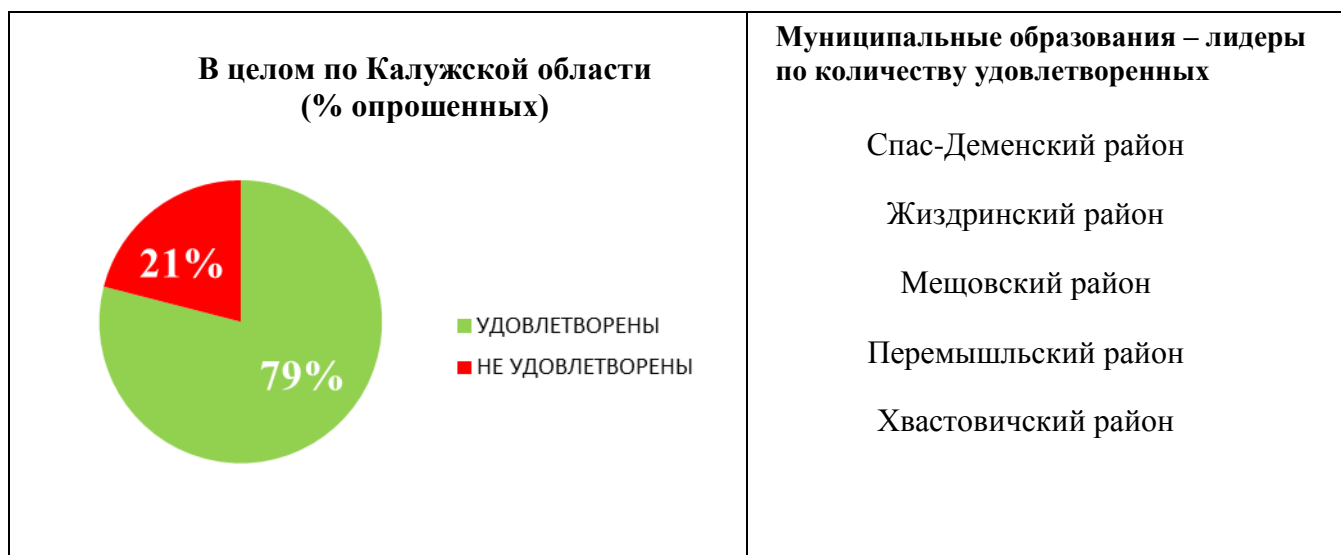 В целом по Калужской области
(% опрошенных)
21%
79%
УДОВЛЕТВОРЕНЫ
НЕ УДОВЛЕТВОРЕНЫ
Муниципальные образования – лидеры
по количеству удовлетворенных
Спас-Деменский район
Жиздринский район
Мещовский район
Перемышльский район
Хвастовичский район